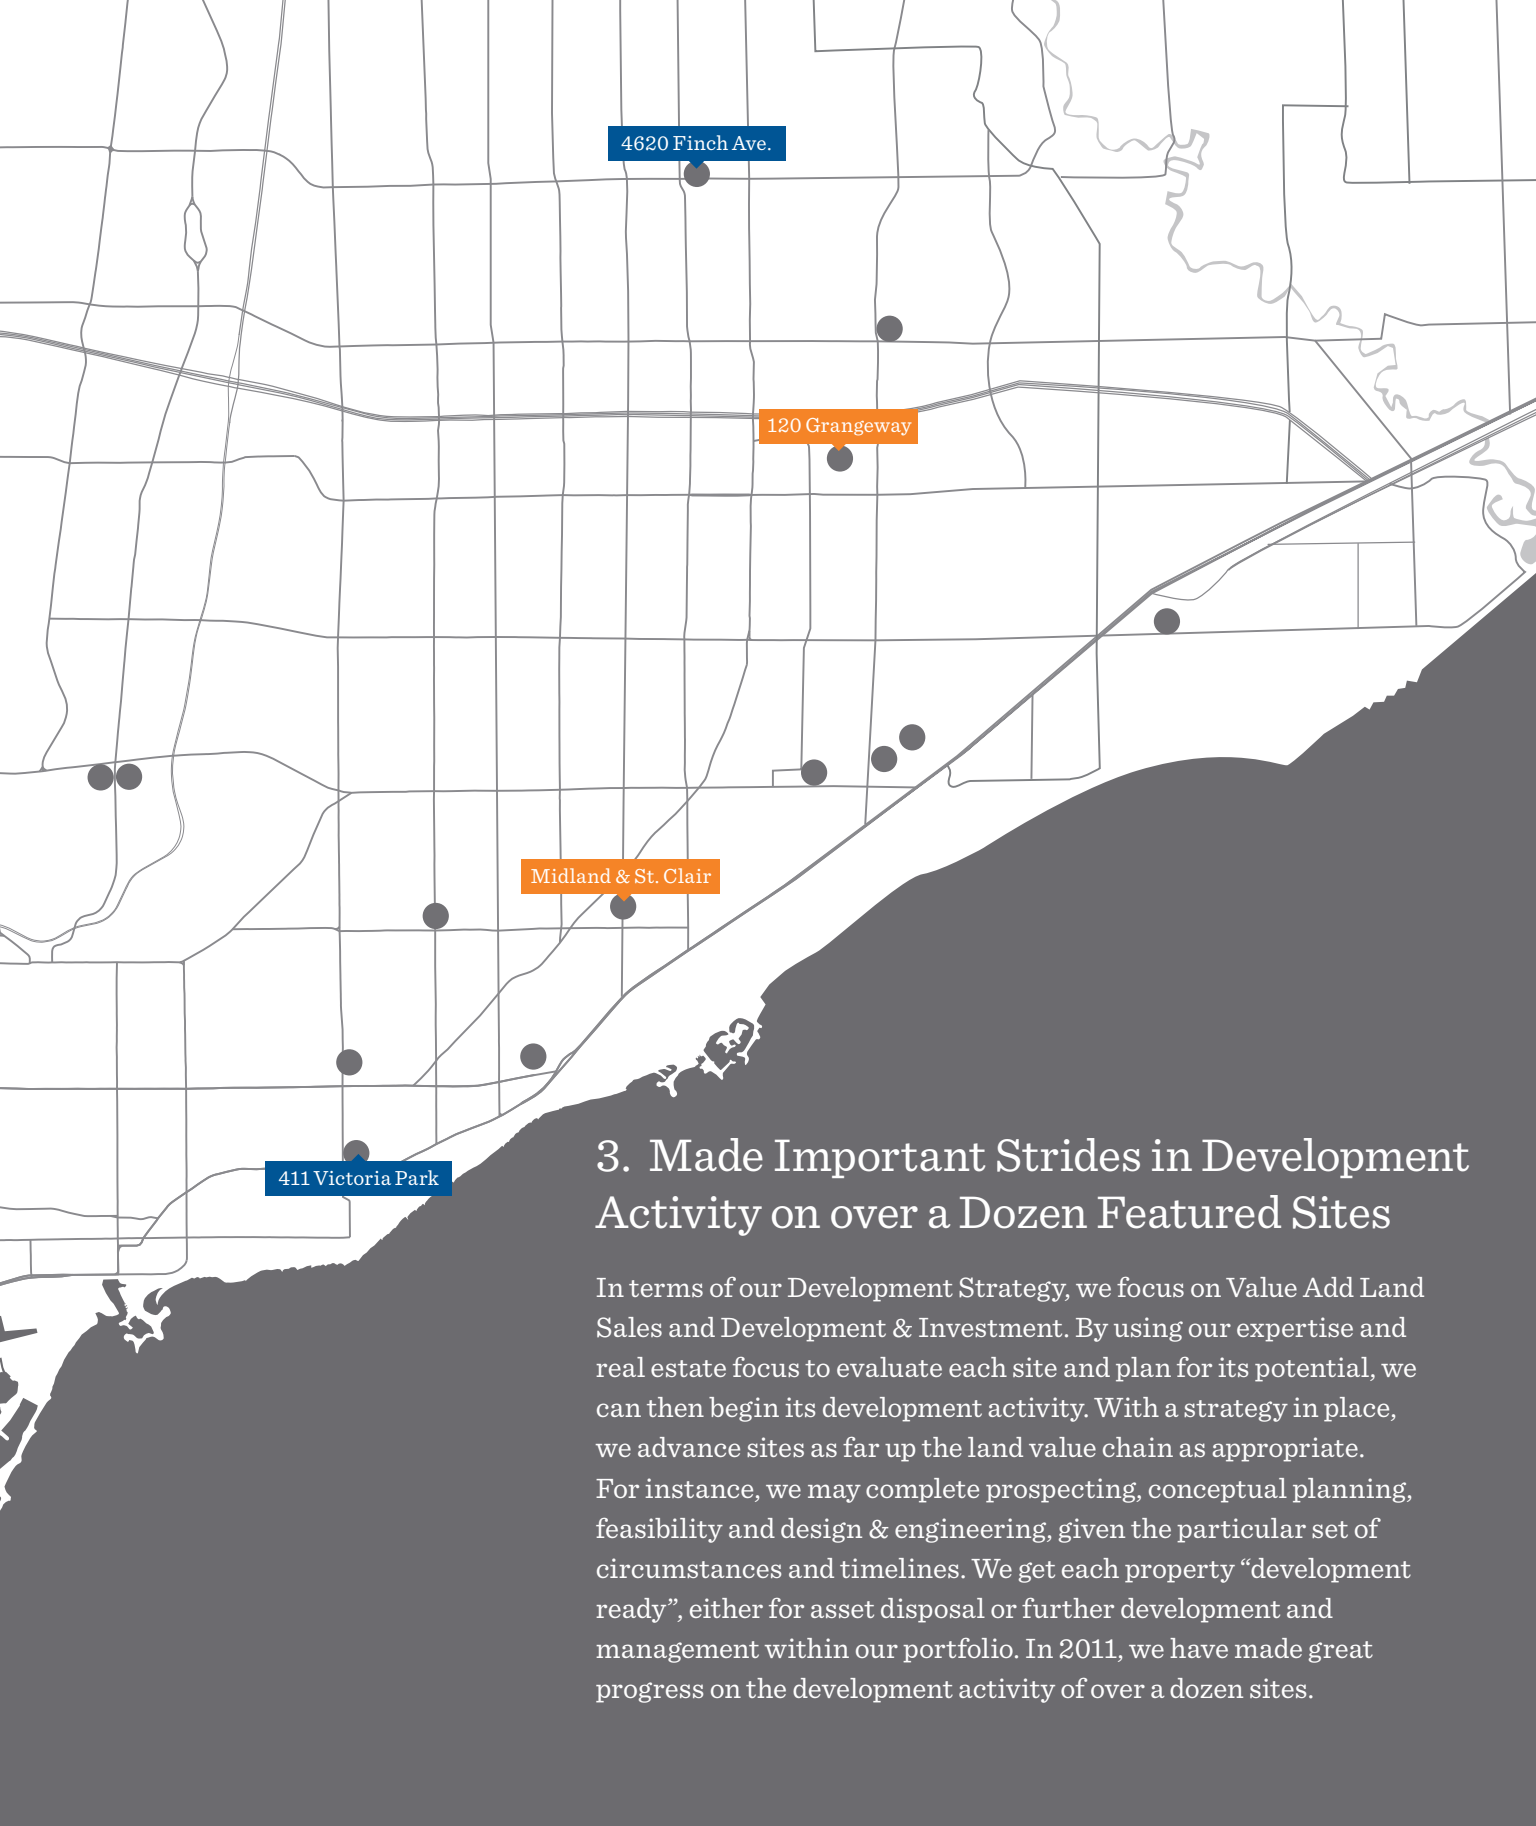 4620 Finch Ave.
120 Grangeway
Midland & St. Clair
411 Victoria Park
3. Made Important Strides in Development
Activity on over a Dozen Featured Sites
In terms of our Development Strategy, we focus on Value Add Land
Sales and Development & Investment. By using our expertise and
real estate focus to evaluate each site and plan for its potential, we
can then begin its development activity. With a strategy in place,
we advance sites as far up the land value chain as appropriate.
For instance, we may complete prospecting, conceptual planning,
feasibility and design & engineering, given the particular set of
circumstances and timelines. We get each property “development
ready”, either for asset disposal or further development and
management within our portfolio. In 2011, we have made great
progress on the development activity of over a dozen sites.